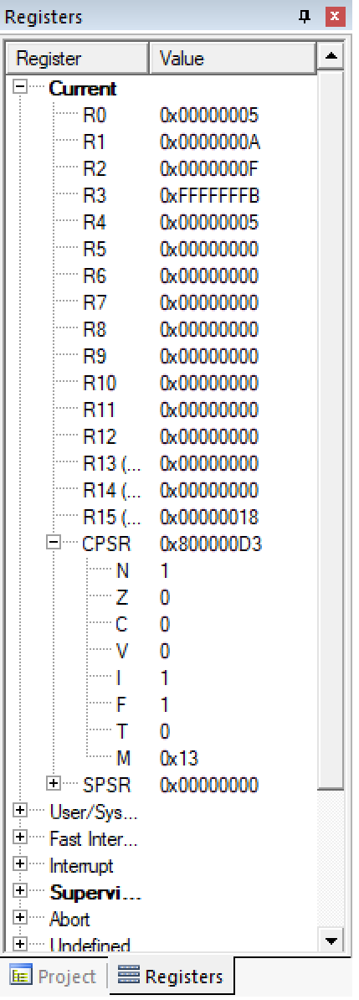 Registers
Register Value
Current
R0 0x00000005
R1 0x0000000A
R2 0x0000000F
R3 0xFFFFFFFB
R4 0x00000005
R5 0x00000000
R6 0x00000000
R7 0x00000000
R8 0x00000000
R9 0x00000000
R10 0x00000000
R11 0x00000000
R12 0x00000000
R13 (... 0x00000000
R14 (... 0x00000000
R15 (... 0x00000018
CPSR 0x800000D3
N 1
Z 0
C 0
V 0
I 1
F 1
T 0
M 0x13
SPSR 0x00000000
User/Sys...
Fast Inter...
Interrupt
Supervi...
Abort
Undefined
Project Registers